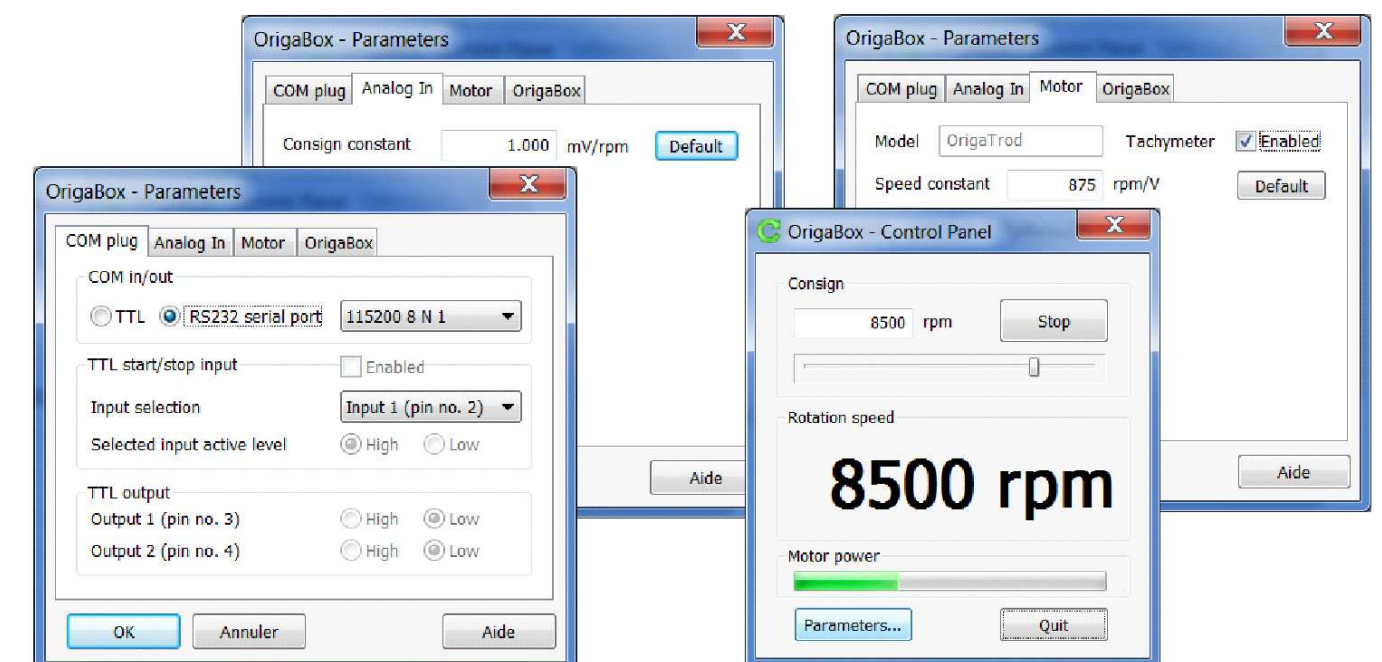 OrigaBox - Parameters
COM plug Analog In Motor OrigaBox
Consign constant 1.000 mV/rpm Default
Aide
OrigaBox - Parameters
COM plug Analog In Motor OrigaBox
Model OrigaTrod Tachymeter Enabled
Speed constant 875 rpm/V Default
Aide
OrigaBox - Parameters
COM plug Analog In Motor OrigaBox
COM in/out
TTL RS232 serial port 115200 8 N 1
TTL start/stop input Enabled
Input selection Input 1 (pin no. 2)
Selected input active level High Low
TTL output
Output 1 (pin no. 3) High Low
Output 2 (pin no. 4) High Low
OK Annuler Aide
OrigaBox - Control Panel
Consign
8500 rpm Stop
Rotation speed
8500 rpm
Motor power
Parameters... Quit